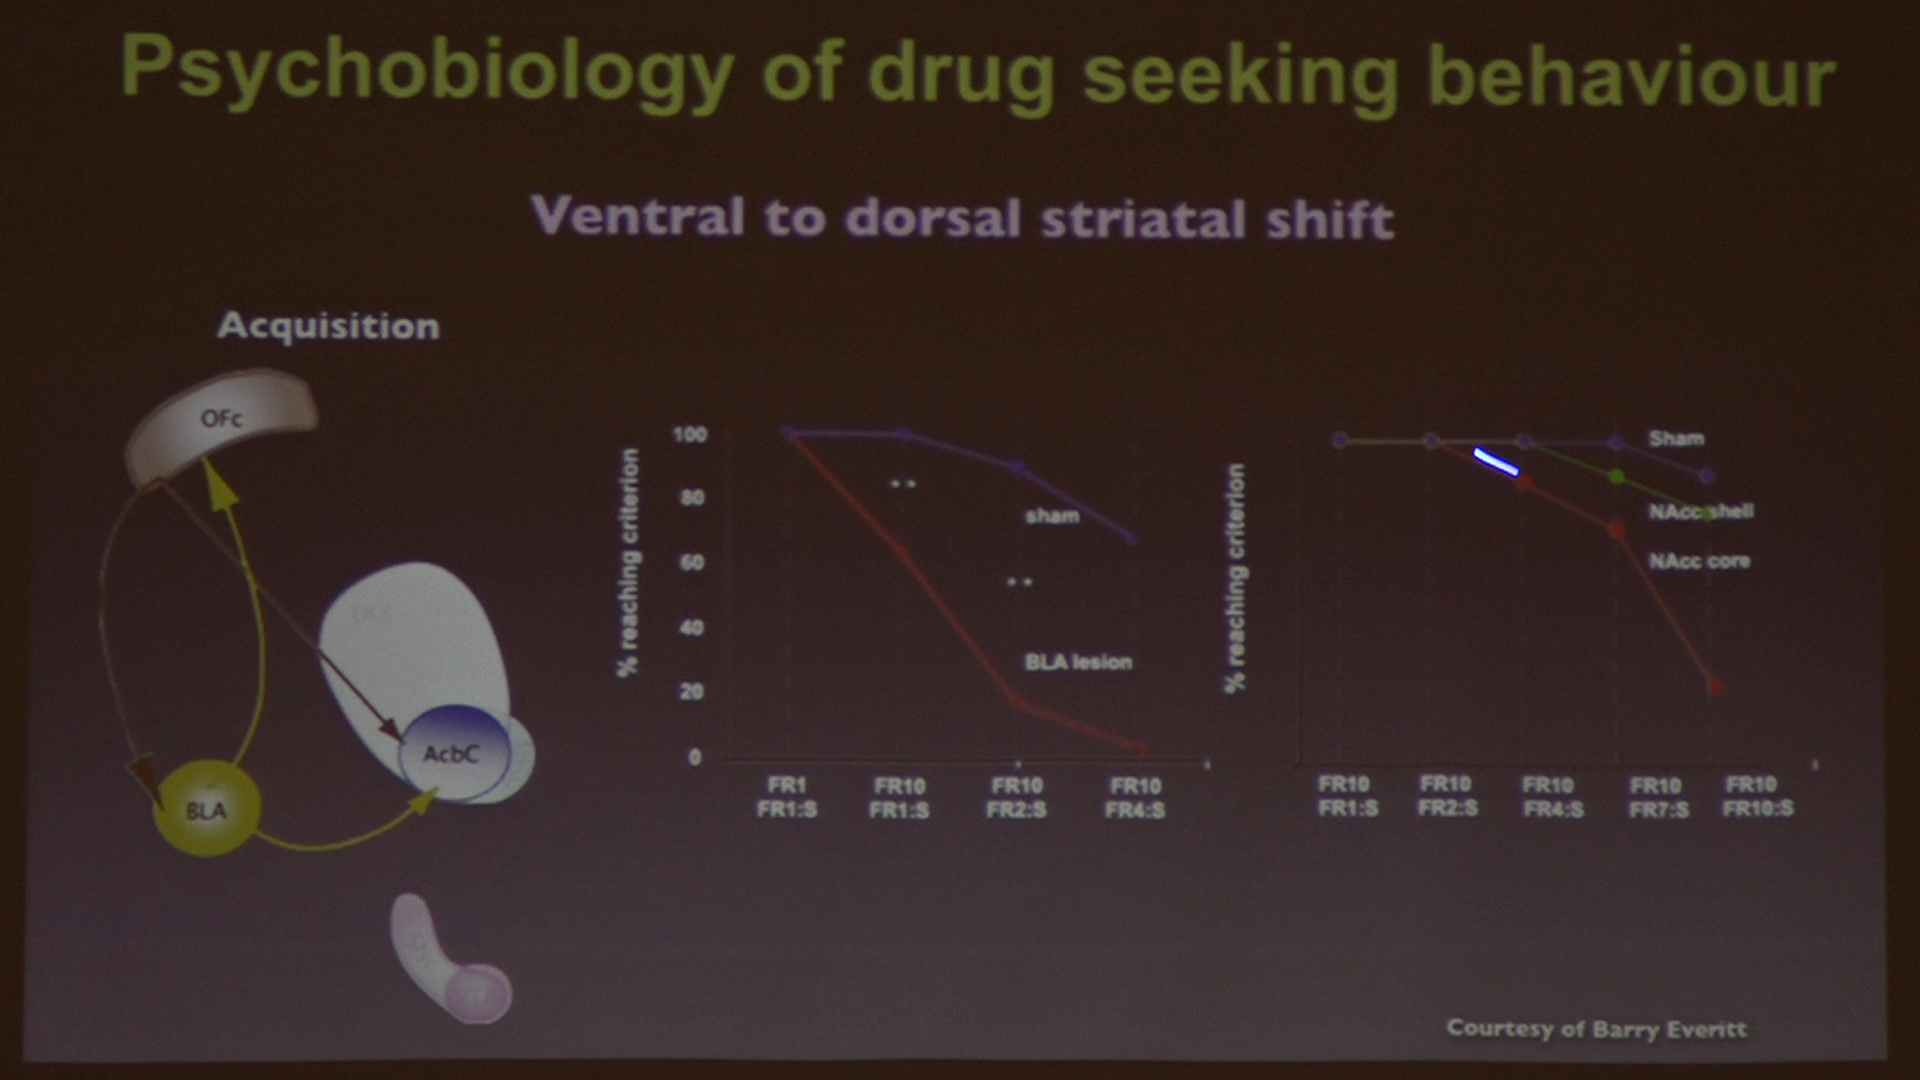 Psychobiology of drug seeking behaviour
Ventral to dorsal striatal shift
Acquisition
OFc
DLS
AcbC
BLA
% reaching criterion
100
80
60
40
20
0
sham
BLA lesion
FR1 FR10 FR10 FR10
FR1:S FR1:S FR2:S FR4:S
% reaching criterion
Sham
NAcc shell
NAcc core
FR10 FR10 FR10 FR10 FR10
FR1:S FR2:S FR4:S FR7:S FR10:S
Courtesy of Barry Everitt